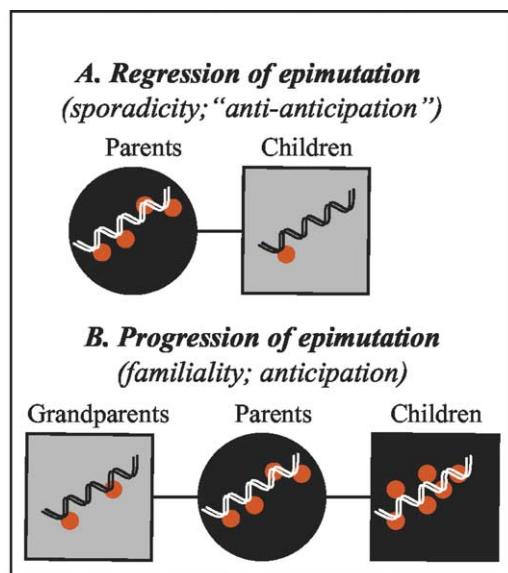 A. Regression of epimutation
(sporadicity; “anti-anticipation”)
Parents Children
B. Progression of epimutation
(familiality; anticipation)
Grandparents Parents Children